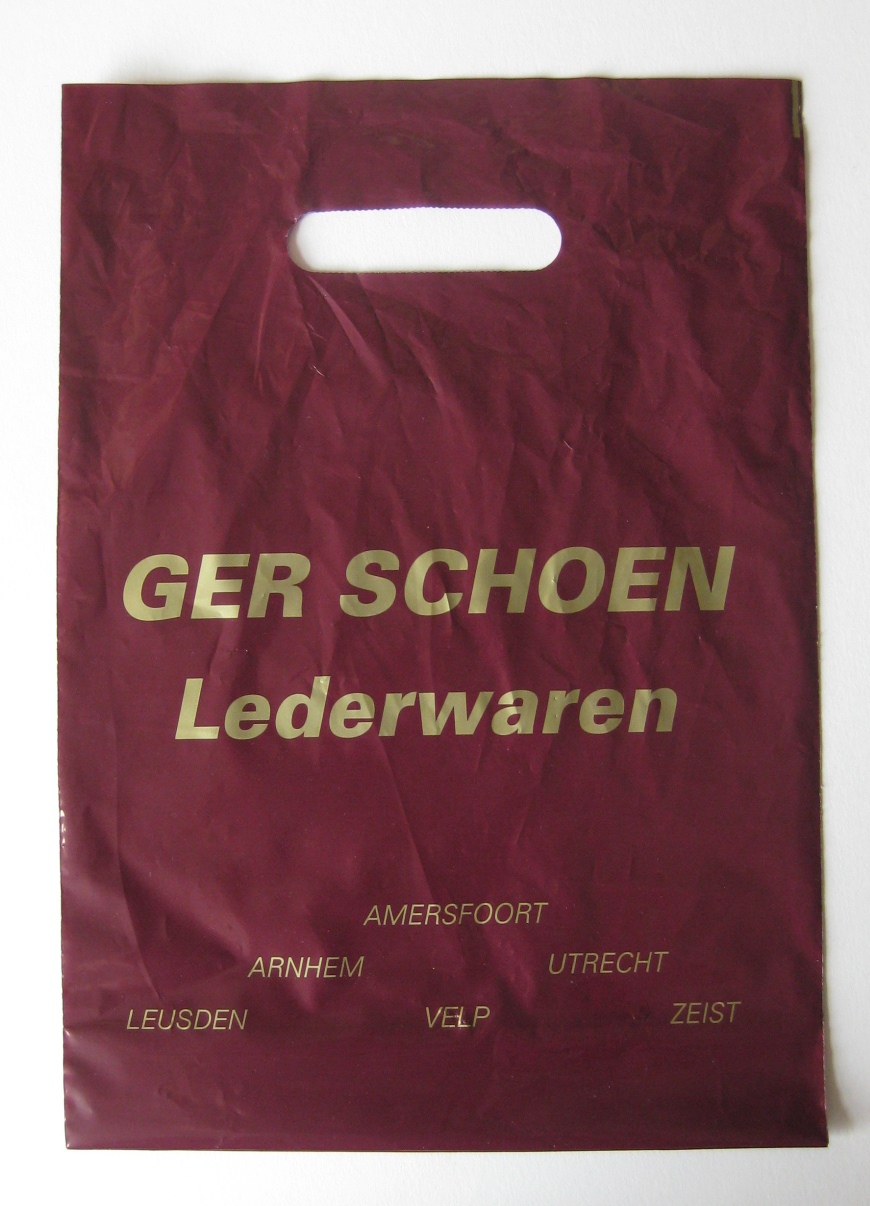 GER SCHOEN
Lederwaren
AMERSFOORT
ARNHEM UTRECHT
LEUSDEN VELP ZEIST